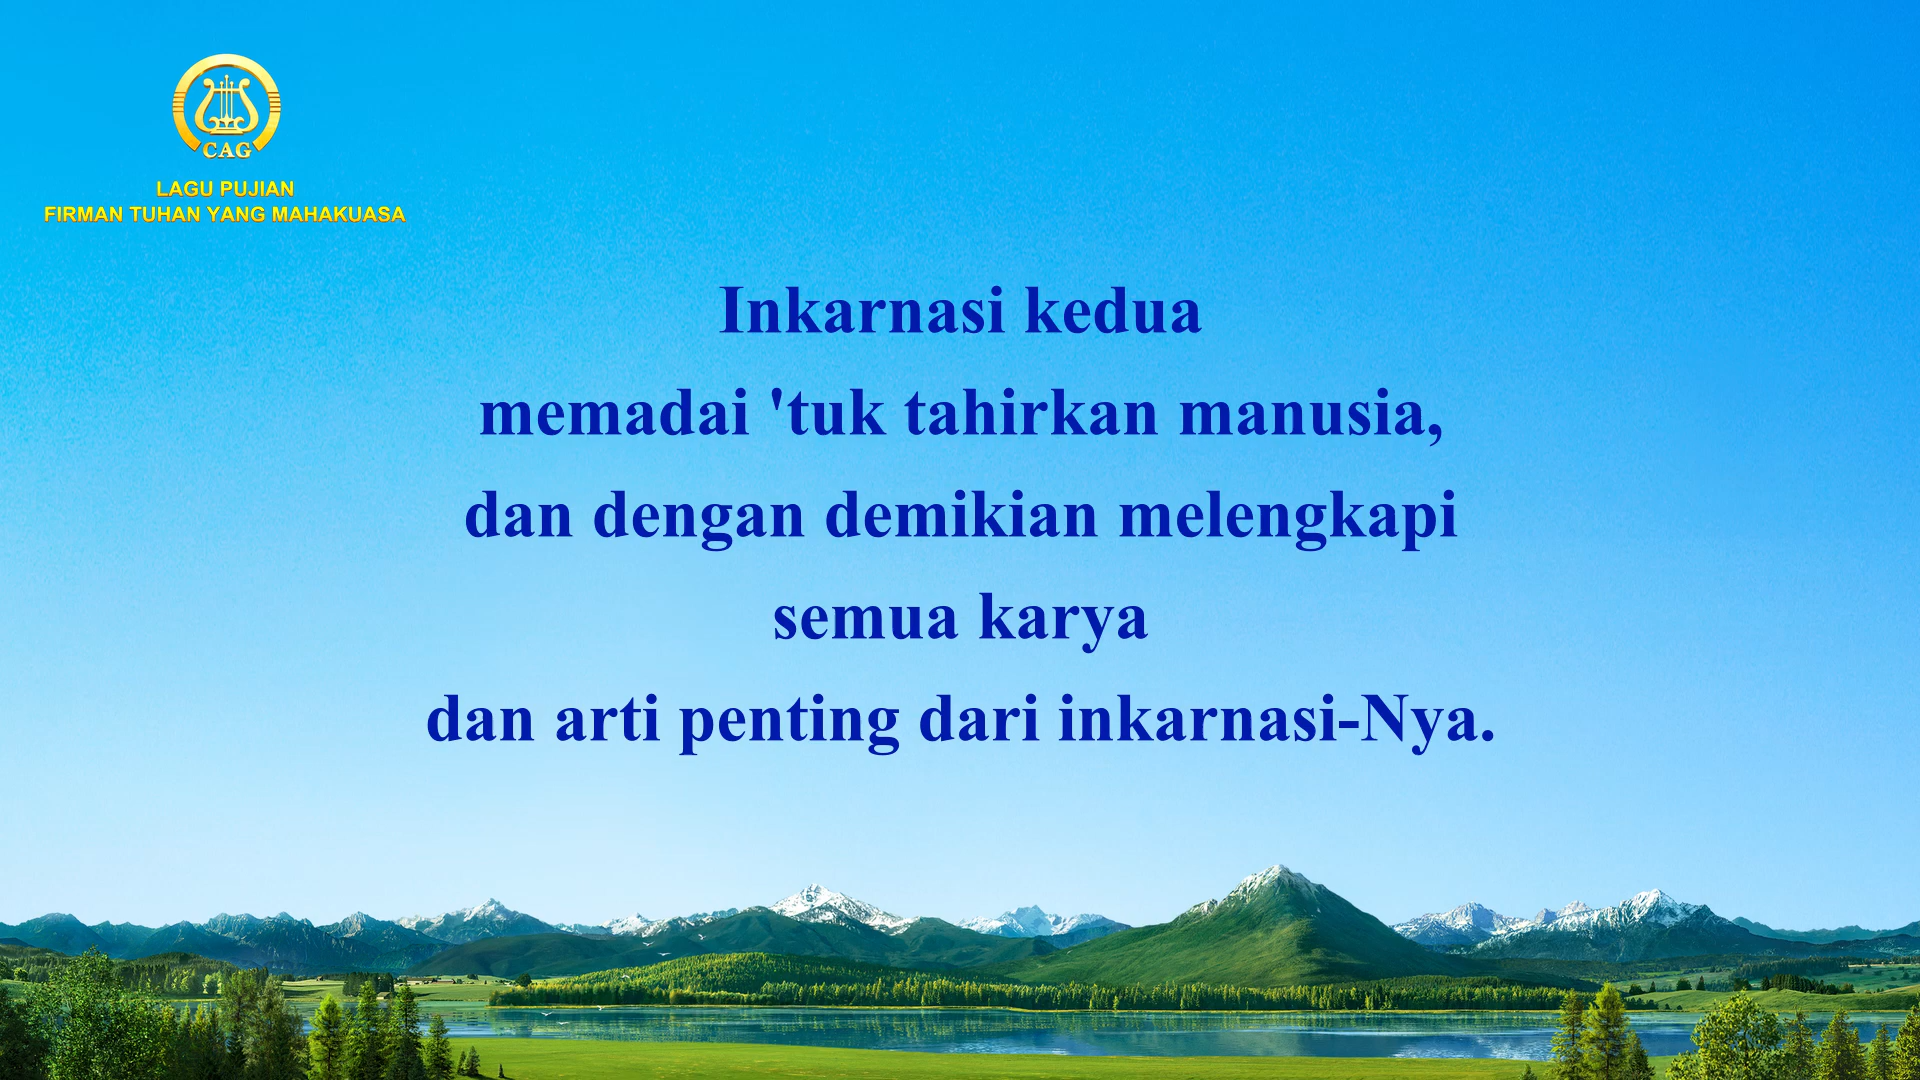 CAG
LAGU PUJIAN
FIRMAN TUHAN YANG MAHAKUASA
Inkarnasi kedua
memadai 'tuk tahirkan manusia,
dan dengan demikian melengkapi
semua karya
dan arti penting dari inkarnasi-Nya.